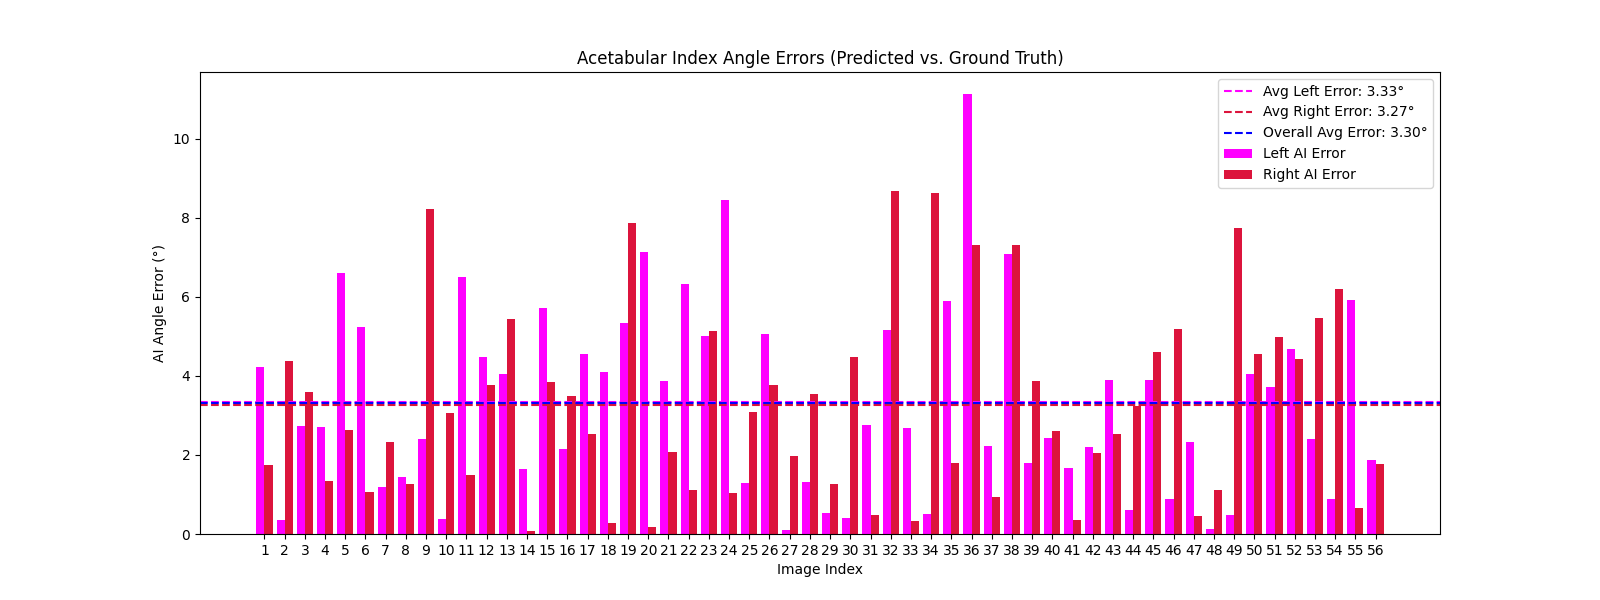 Acetabular Index Angle Errors (Predicted vs. Ground Truth)
Avg Left Error: 3.33°
Avg Right Error: 3.27°
Overall Avg Error: 3.30°
Left AI Error
Right AI Error
AI Angle Error (°)
10
8
6
4
2
0
1 2 3 4 5 6 7 8 9 10 11 12 13 14 15 16 17 18 19 20 21 22 23 24 25 26 27 28 29 30 31 32 33 34 35 36 37 38 39 40 41 42 43 44 45 46 47 48 49 50 51 52 53 54 55 56
Image Index